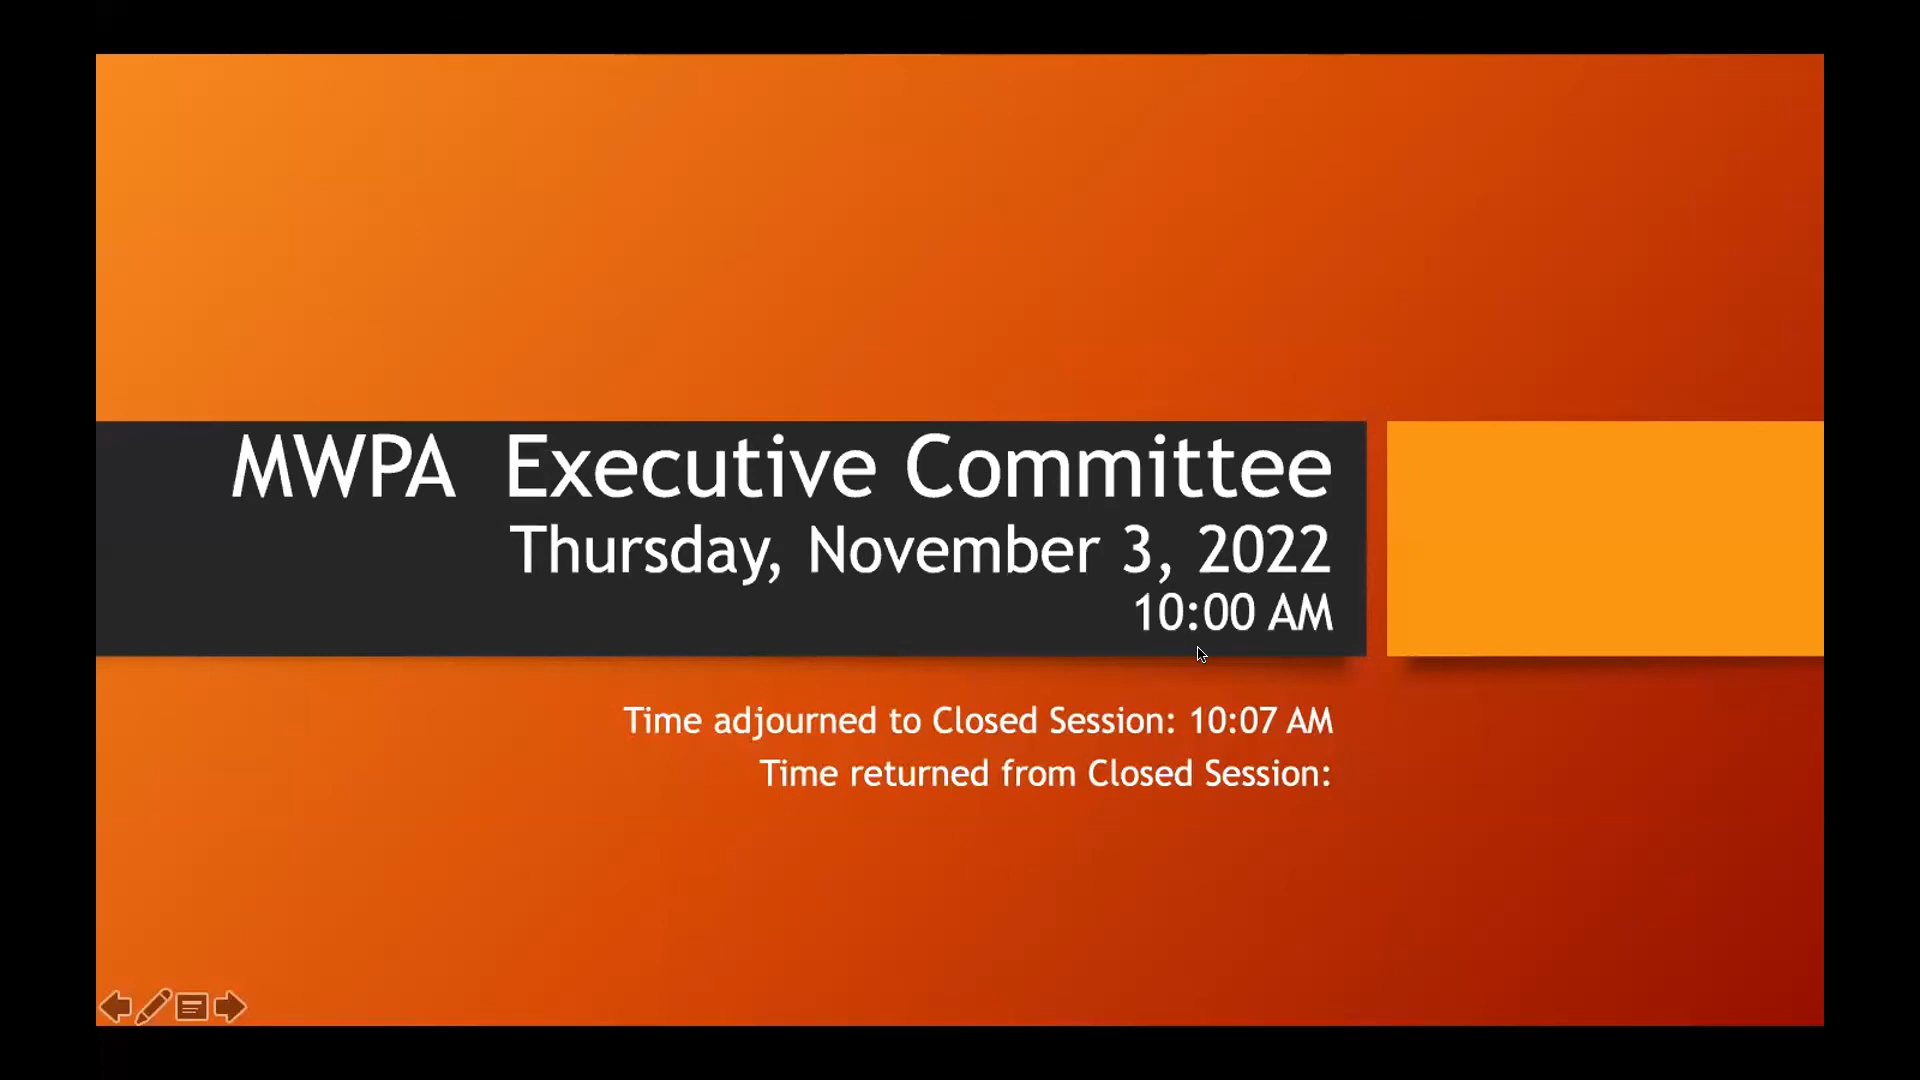 MWPA  Executive Committee
Thursday, November 3, 2022
10:00 AM
Time adjourned to Closed Session: 10:07 AM
Time returned from Closed Session: